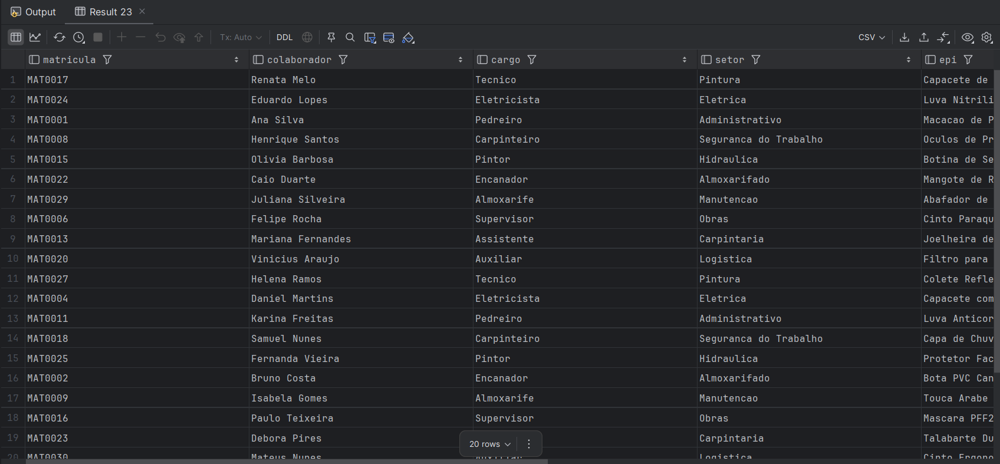 Output Result 23
Tx: Auto DDL CSV
matricula colaborador cargo setor epi
1 MAT0017 Renata Melo Tecnico Pintura Capacete de
2 MAT0024 Eduardo Lopes Eletricista Eletrica Luva Nitrili
3 MAT0001 Ana Silva Pedreiro Administrativo Macacao de P
4 MAT0008 Henrique Santos Carpinteiro Seguranca do Trabalho Oculos de Pr
5 MAT0015 Olivia Barbosa Pintor Hidraulica Botina de Se
6 MAT0022 Caio Duarte Encanador Almoxarifado Mangote de R
7 MAT0029 Juliana Silveira Almoxarife Manutencao Abafador de
8 MAT0006 Felipe Rocha Supervisor Obras Cinto Paraqu
9 MAT0013 Mariana Fernandes Assistente Carpintaria Joelheira de
10 MAT0020 Vinicius Araujo Auxiliar Logistica Filtro para
11 MAT0027 Helena Ramos Tecnico Pintura Colete Refle
12 MAT0004 Daniel Martins Eletricista Eletrica Capacete com
13 MAT0011 Karina Freitas Pedreiro Administrativo Luva Anticor
14 MAT0018 Samuel Nunes Carpinteiro Seguranca do Trabalho Capa de Chuv
15 MAT0025 Fernanda Vieira Pintor Hidraulica Protetor Fac
16 MAT0002 Bruno Costa Encanador Almoxarifado Bota PVC Can
17 MAT0009 Isabela Gomes Almoxarife Manutencao Touca Arabe
18 MAT0016 Paulo Teixeira Supervisor Obras Mascara PFF2
19 MAT0023 Debora Pires Carpintaria Talabarte Du
20 rows
20 MAT0030 Mateus Nunes Auxiliar Logistica Cinto Ergono